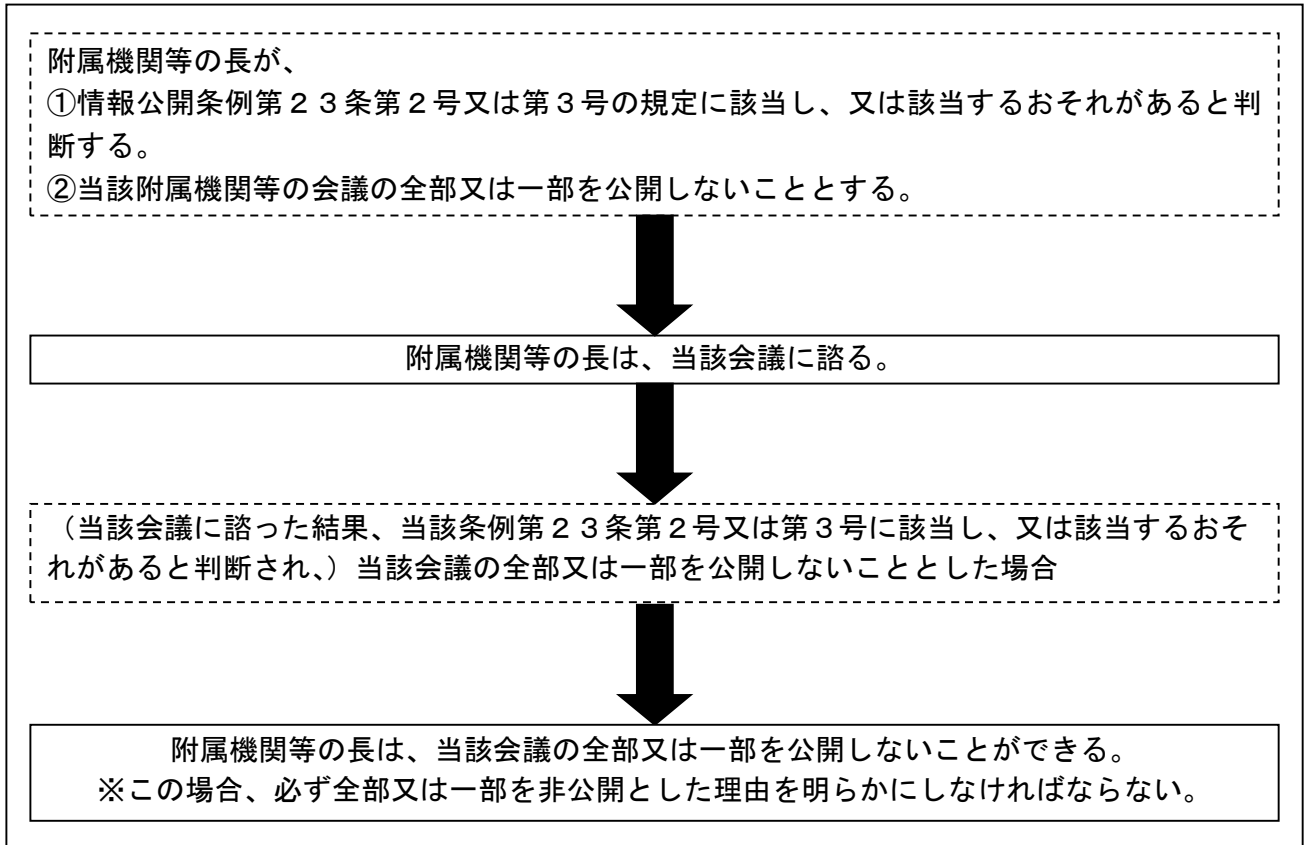 附属機関等の長が、
①情報公開条例第２３条第２号又は第３号の規定に該当し、又は該当するおそれがあると判
断する。
②当該附属機関等の会議の全部又は一部を公開しないこととする。
附属機関等の長は、当該会議に諮る。
（当該会議に諮った結果、当該条例第２３条第２号又は第３号に該当し、又は該当するおそ
れがあると判断され、）当該会議の全部又は一部を公開しないこととした場合
附属機関等の長は、当該会議の全部又は一部を公開しないことができる。
※この場合、必ず全部又は一部を非公開とした理由を明らかにしなければならない。